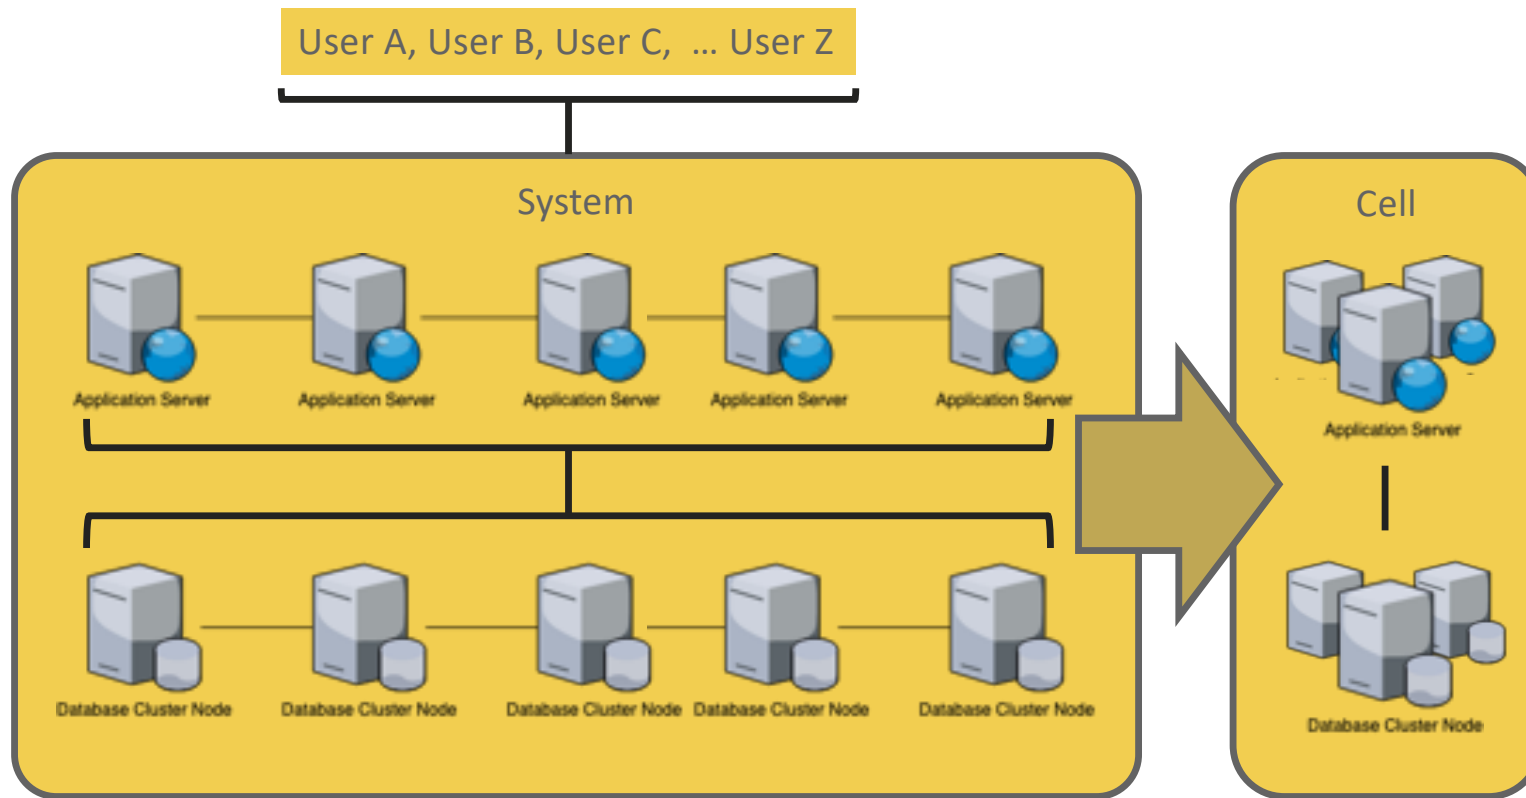 User A, User B, User C, ... User Z
System
Cell
Application Server
Application Server
Application Server
Application Server
Application Server
Application Server
Database Cluster Node
Database Cluster Node
Database Cluster Node
Database Cluster Node
Database Cluster Node
Database Cluster Node